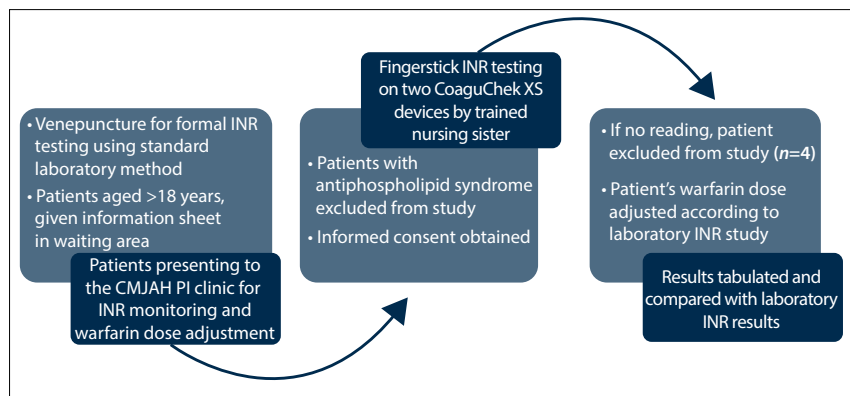 • Venepuncture for formal INR
testing using standard
laboratory method
• Patients aged >18 years,
given information sheet
in waiting area
Patients presenting to
the CMJAH PI clinic for
INR monitoring and
warfarin dose adjustment
Fingerstick INR testing
on two CoaguChek XS
devices by trained
nursing sister
• Patients with
antiphospholipid syndrome
excluded from study
• Informed consent obtained
• If no reading, patient
excluded from study (n=4)
• Patient's warfarin dose
adjusted according to
laboratory INR study
Results tabulated and
compared with laboratory
INR results